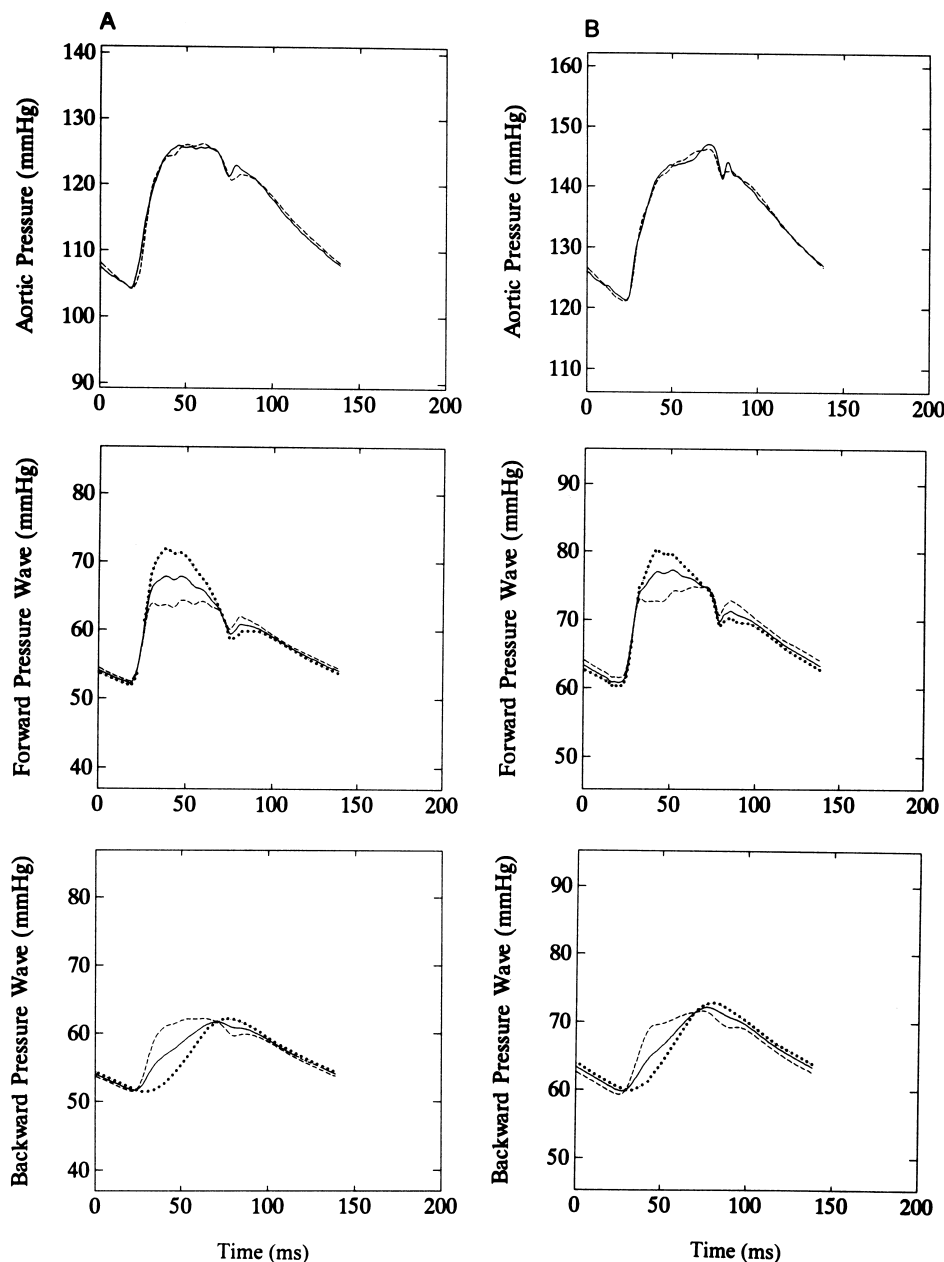 A
B
Aortic Pressure (mmHg)
140
130
120
110
100
90
0 50 100 150 200
Aortic Pressure (mmHg)
160
150
140
130
120
110
0 50 100 150 200
Forward Pressure Wave (mmHg)
80
70
60
50
40
0 50 100 150 200
Forward Pressure Wave (mmHg)
90
80
70
60
50
0 50 100 150 200
Backward Pressure Wave (mmHg)
80
70
60
50
40
0 50 100 150 200
Time (ms)
Backward Pressure Wave (mmHg)
90
80
70
60
50
0 50 100 150 200
Time (ms)